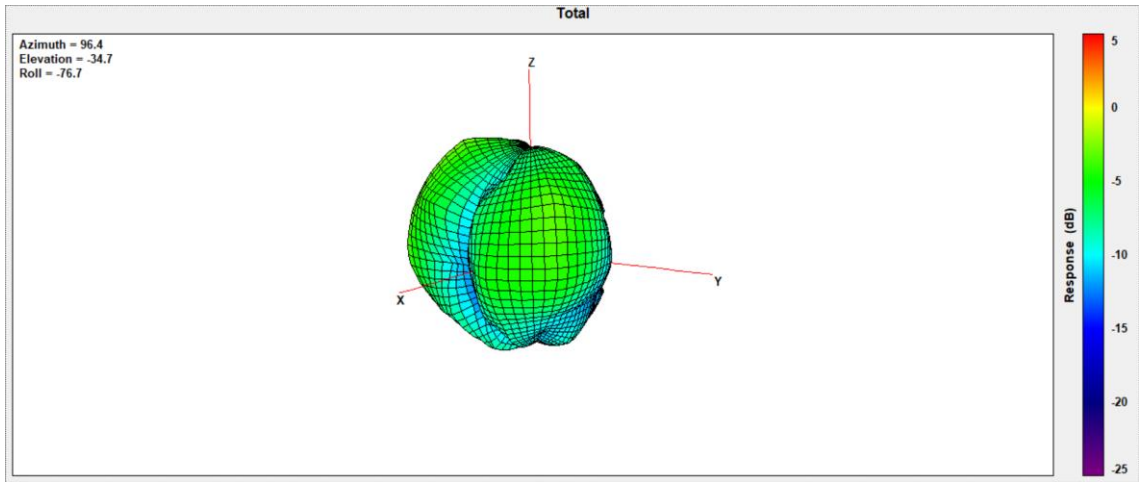 Total
Azimuth = 96.4
Elevation = -34.7
Roll = -76.7
Z
X
Y
5
0
-5
-10
-15
-20
-25
Response (dB)